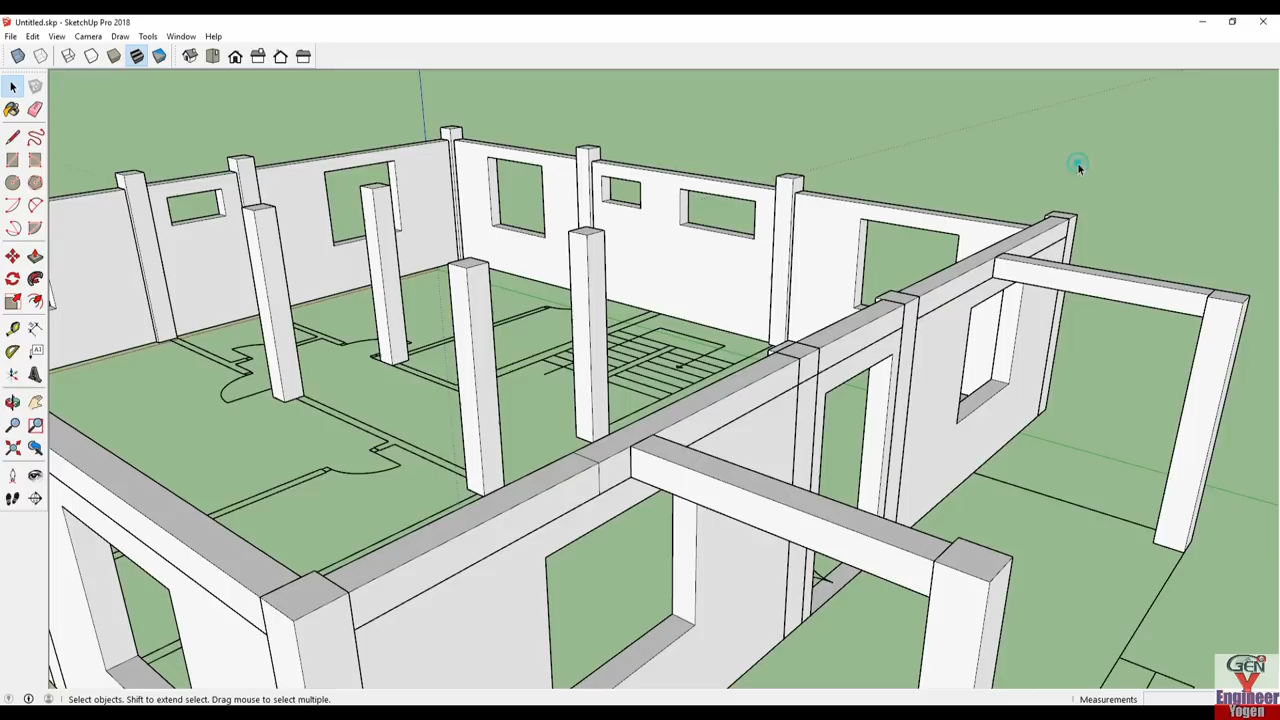 Untitled.skp - SketchUp Pro 2018
File Edit View Camera Draw Tools Window Help
Select objects. Shift to extend select. Drag mouse to select multiple.
Measurements
GEN
Y
Engineer
Yogen